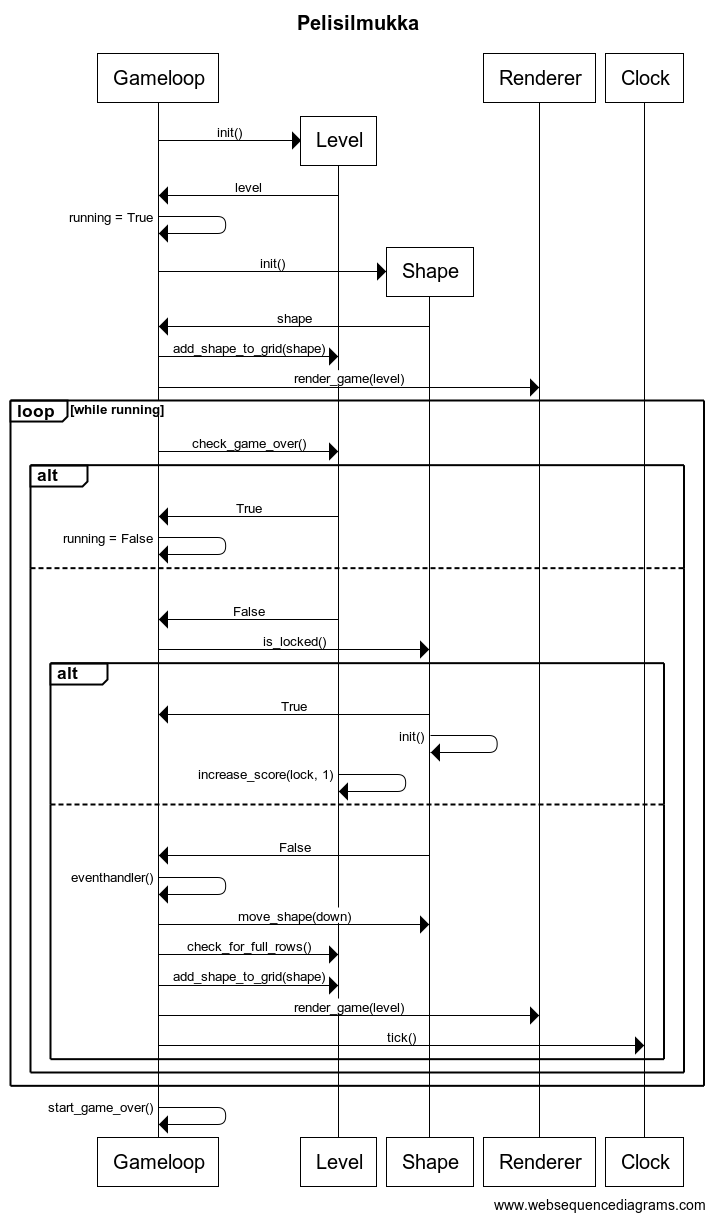 Pelisilmukka
Gameloop
Renderer
Clock
init()
Level
level
running = True
init()
Shape
shape
add_shape_to_grid(shape)
render_game(level)
loop [while running]
check_game_over()
alt
True
running = False
False
is_locked()
alt
True
init()
increase_score(lock, 1)
False
eventhandler()
move_shape(down)
check_for_full_rows()
add_shape_to_grid(shape)
render_game(level)
tick()
start_game_over()
Gameloop
Level
Shape
Renderer
Clock
www.websequencediagrams.com